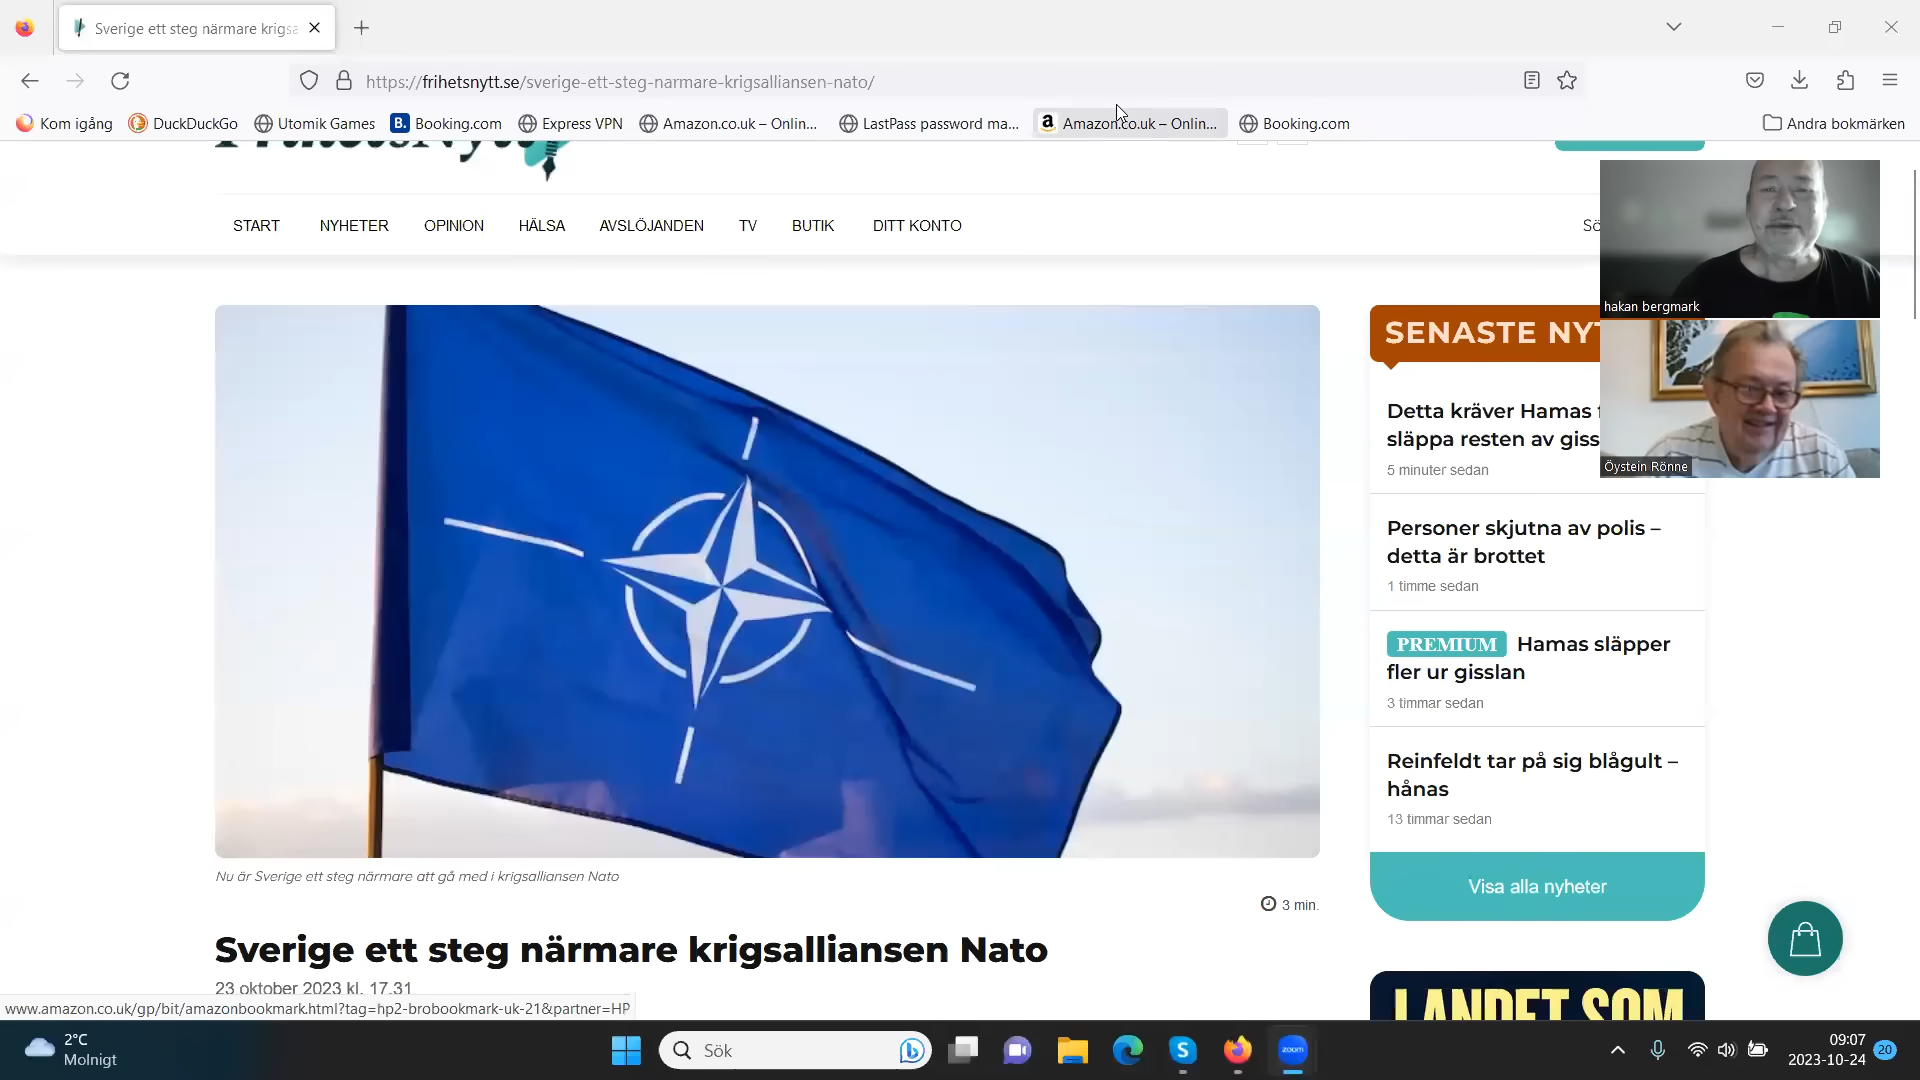 Sverige ett steg närmare krigsa
https://frihetsnytt.se/sverige-ett-steg-narmare-krigsalliansen-nato/
Kom igång
DuckDuckGo
Utomik Games
B.
Booking.com
Express VPN
Amazon.co.uk – Onlin...
LastPass password ma...
a
Amazon.co.uk – Onlin...
Booking.com
Andra bokmärken
FrihetsNytt
START
NYHETER
OPINION
HÄLSA
AVSLÖJANDEN
TV
BUTIK
DITT KONTO
Sö
hakan bergmark
Öystein Rönne
SENASTE NY
Detta kräver Hamas f
släppa resten av giss
5 minuter sedan
Personer skjutna av polis –
detta är brottet
1 timme sedan
PREMIUM Hamas släpper
fler ur gisslan
3 timmar sedan
Reinfeldt tar på sig blågult –
hånas
13 timmar sedan
Visa alla nyheter
LANDET SOM
Nu är Sverige ett steg närmare att gå med i krigsalliansen Nato
3 min.
Sverige ett steg närmare krigsalliansen Nato
23 oktober 2023 kl. 17.31
www.amazon.co.uk/gp/bit/amazonbookmark.html?tag=hp2-brobookmark-uk-21&partner=HP
2°C
Molnigt
Sök
zoom
09:07
2023-10-24
20